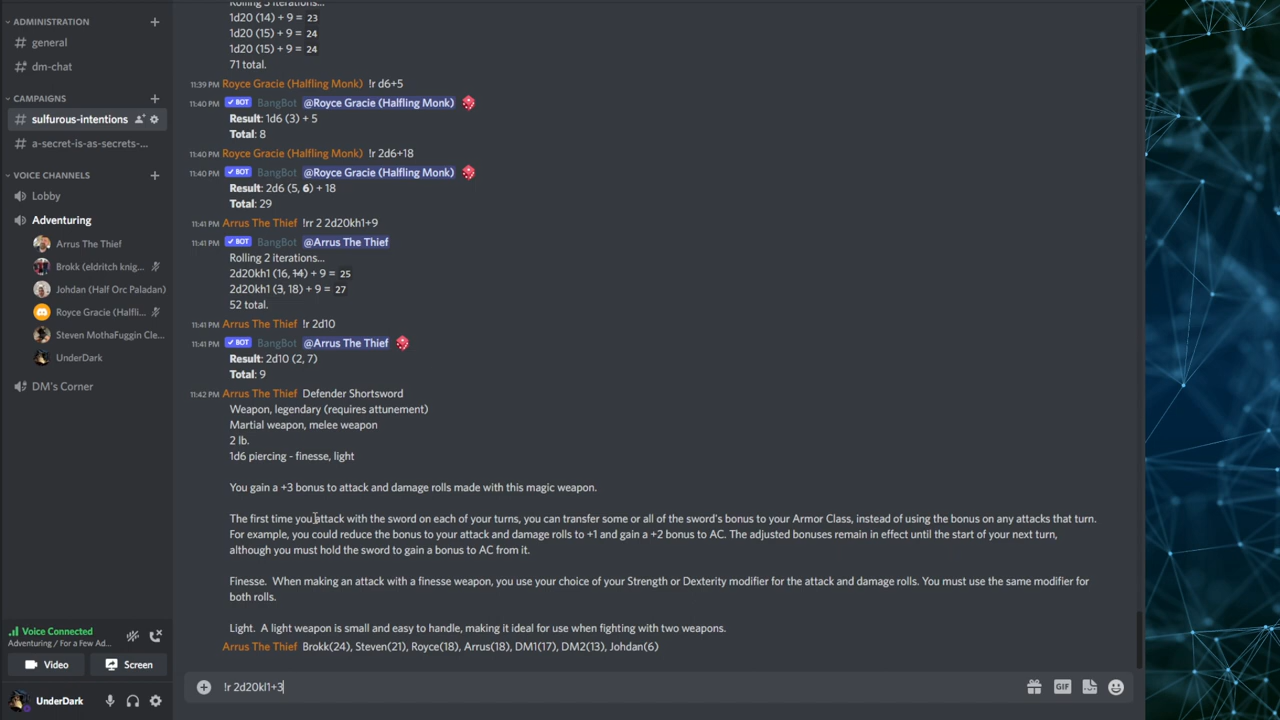 ADMINISTRATION
general
dm-chat
CAMPAIGNS
sulfurous-intentions
a-secret-is-as-secrets-...
VOICE CHANNELS
Lobby
Adventuring
Arrus The Thief
Brokk (eldritch knig...
Johdan (Half Orc Paladan)
Royce Gracie (Halfli...
Steven MothaFuggin Cle...
UnderDark
DM's Corner
Voice Connected
Adventuring / For a Few Ad...
Video
Screen
UnderDark
1d20 (14) + 9 = 23
1d20 (15) + 9 = 24
1d20 (15) + 9 = 24
71 total.
11:39 PM Royce Gracie (Halfling Monk) !r d6+5
11:40 PM ✓ BOT BangBot @Royce Gracie (Halfling Monk)
Result: 1d6 (3) + 5
Total: 8
11:40 PM Royce Gracie (Halfling Monk) !r 2d6+18
11:40 PM ✓ BOT BangBot @Royce Gracie (Halfling Monk)
Result: 2d6 (5, 6) + 18
Total: 29
11:41 PM Arrus The Thief !rr 2 2d20kh1+9
11:41 PM ✓ BOT BangBot @Arrus The Thief
Rolling 2 iterations...
2d20kh1 (16, 14) + 9 = 25
2d20kh1 (3, 18) + 9 = 27
52 total.
11:41 PM Arrus The Thief !r 2d10
11:41 PM ✓ BOT BangBot @Arrus The Thief
Result: 2d10 (2, 7)
Total: 9
11:42 PM Arrus The Thief Defender Shortsword
Weapon, legendary (requires attunement)
Martial weapon, melee weapon
2 lb.
1d6 piercing - finesse, light
You gain a +3 bonus to attack and damage rolls made with this magic weapon.
The first time you attack with the sword on each of your turns, you can transfer some or all of the sword's bonus to your Armor Class, instead of using the bonus on any attacks that turn.
For example, you could reduce the bonus to your attack and damage rolls to +1 and gain a +2 bonus to AC. The adjusted bonuses remain in effect until the start of your next turn,
although you must hold the sword to gain a bonus to AC from it.
Finesse. When making an attack with a finesse weapon, you use your choice of your Strength or Dexterity modifier for the attack and damage rolls. You must use the same modifier for
both rolls.
Light. A light weapon is small and easy to handle, making it ideal for use when fighting with two weapons.
Arrus The Thief Brokk(24), Steven(21), Royce(18), Arrus(18), DM1(17), DM2(13), Johdan(6)
!r 2d20kl1+3
GIF